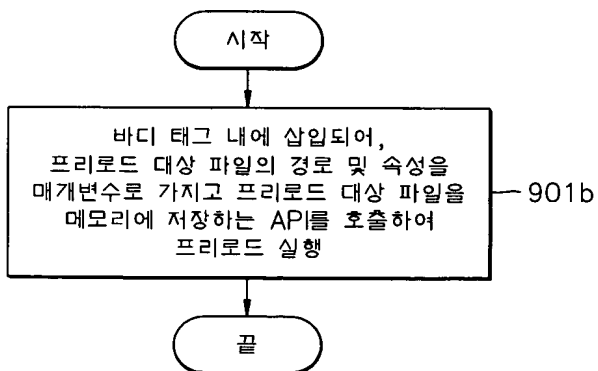 시작
바디 태그 내에 삽입되어,
프리로드 대상 파일의 경로 및 속성을
매개변수로 가지고 프리로드 대상 파일을
메모리에 저장하는 API를 호출하여
프리로드 실행
901b
끝